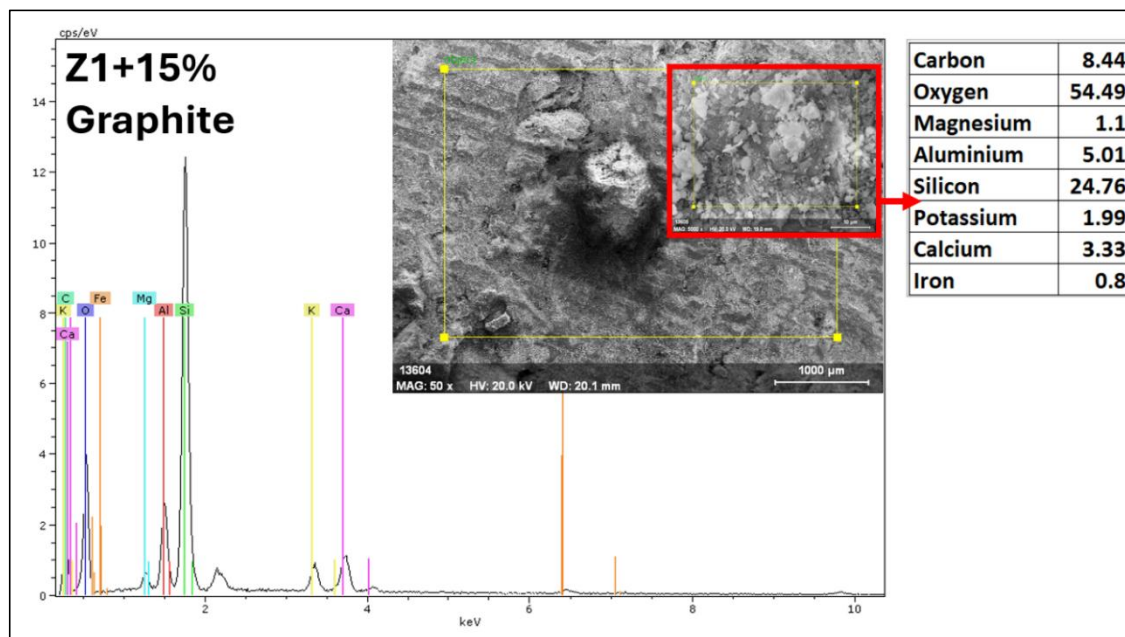 cps/eV
Z1+15%
Graphite
14
12
10
8
6
4
2
0
C
Fe
Mg
K
O
Al
Si
K
Ca
Ca
2
4
6
8
10
keV
13604
MAG: 50 x HV: 20.0 kV WD: 20.1 mm
1000 µm
Carbon 8.44
Oxygen 54.49
Magnesium 1.1
Aluminium 5.01
Silicon 24.76
Potassium 1.99
Calcium 3.33
Iron 0.8